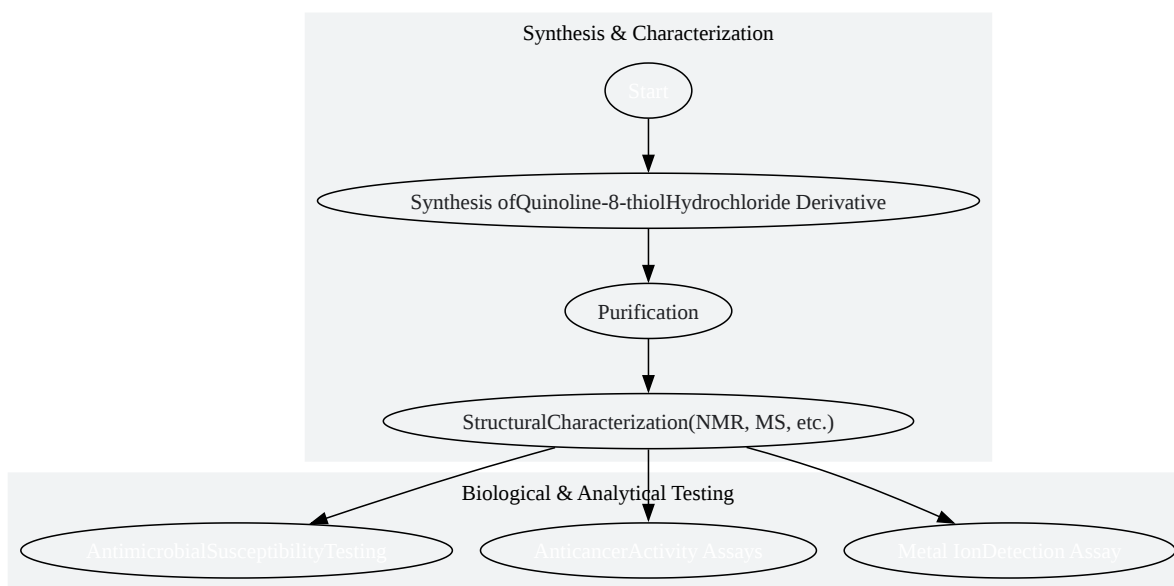 Synthesis & Characterization
Start
Synthesis ofQuinoline-8-thiolHydrochloride Derivative
Purification
StructuralCharacterization(NMR, MS, etc.)
Biological & Analytical Testing
AntimicrobialSusceptibilityTesting
AnticancerActivity Assays
Metal IonDetection Assay